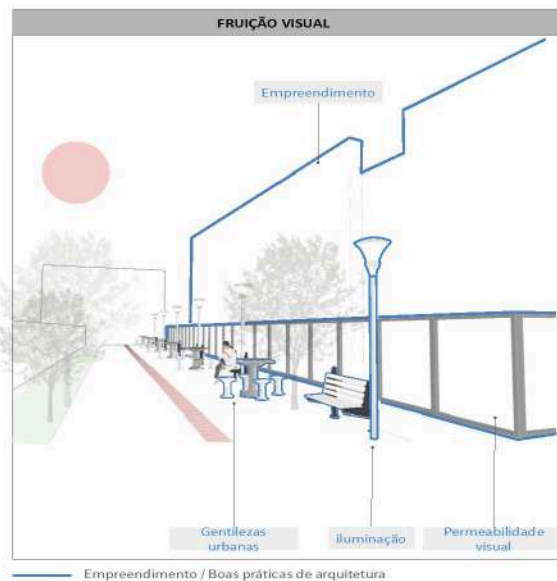 FRUIÇÃO VISUAL
Empreendimento
Gentilezas
urbanas
iluminação
Permeabilidade
visual
Empreendimento / Boas práticas de arquitetura